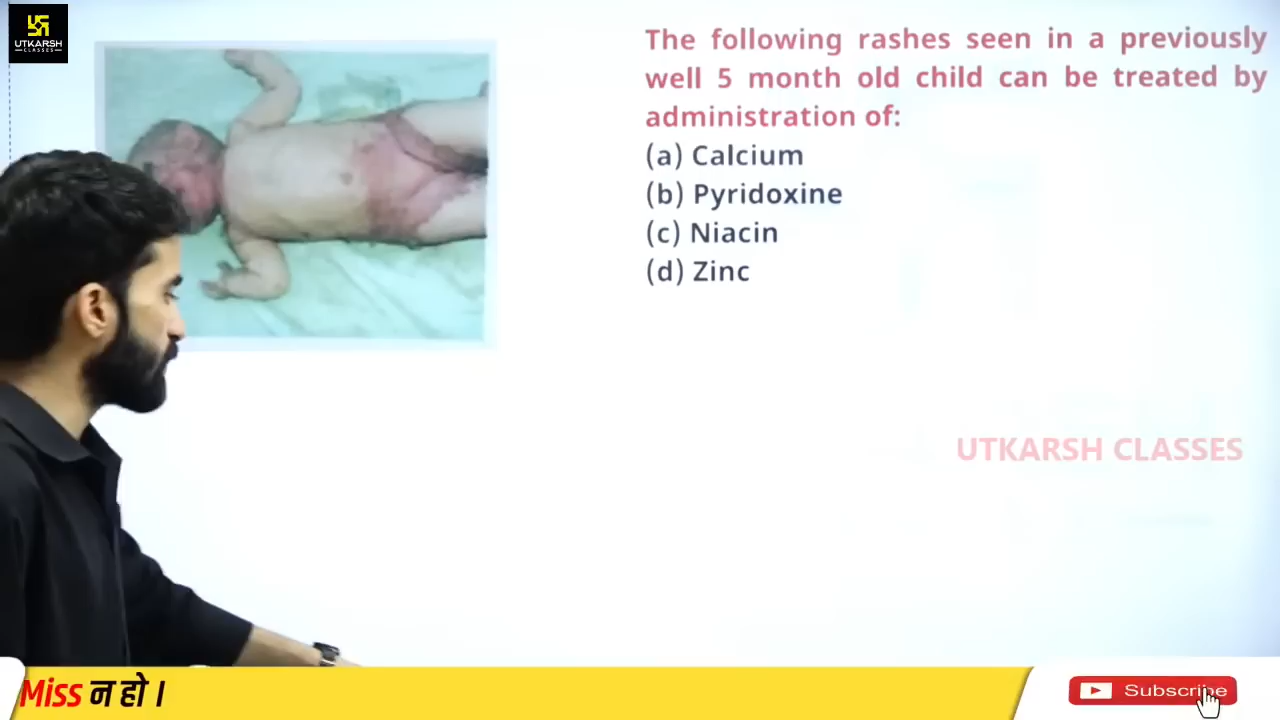 UTKARSH
CLASSES
The following rashes seen in a previously
well 5 month old child can be treated by
administration of:
(a) Calcium
(b) Pyridoxine
(c) Niacin
(d) Zinc
UTKARSH CLASSES
Miss न हो ।
Subscribe